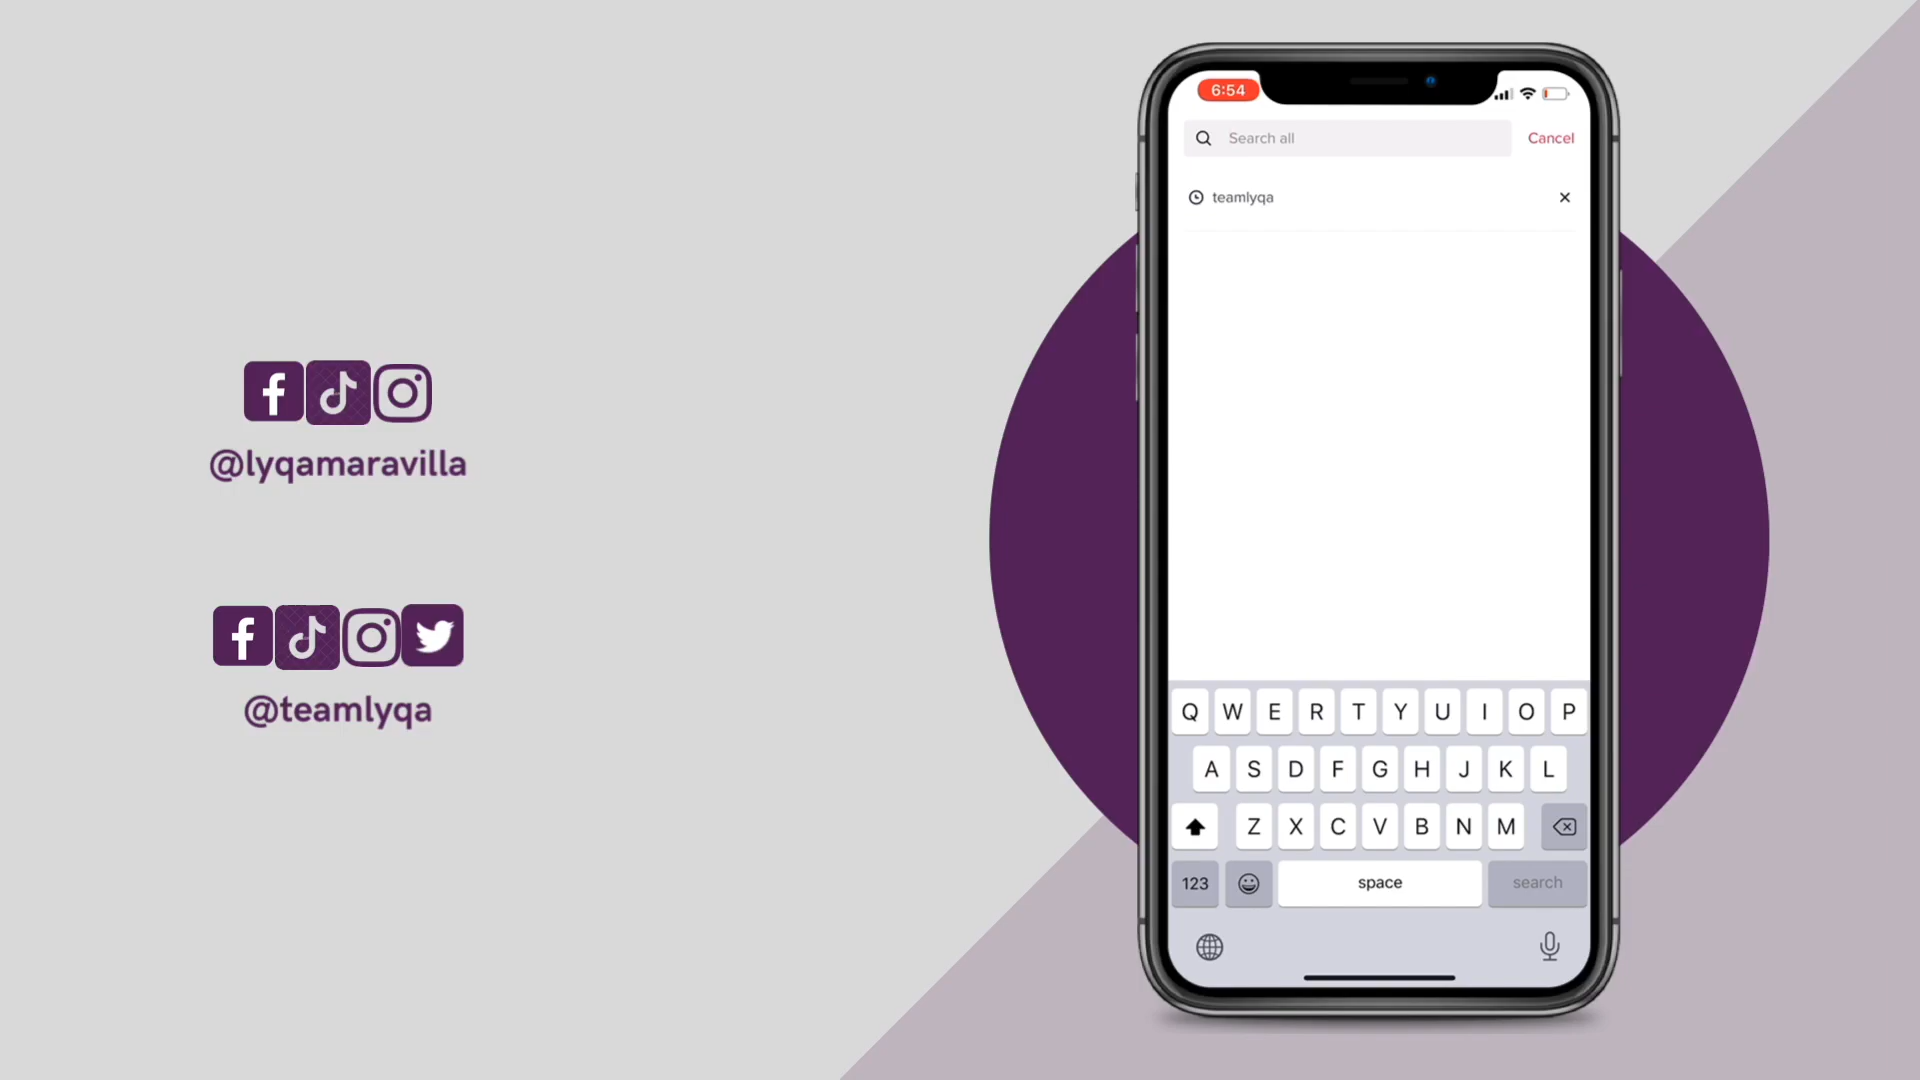 @lyqamaravilla
@teamlyqa
6:54
Search all
Cancel
teamlyqa
Q W E R T Y U I O P
A S D F G H J K L
Z X C V B N M
123
space
search